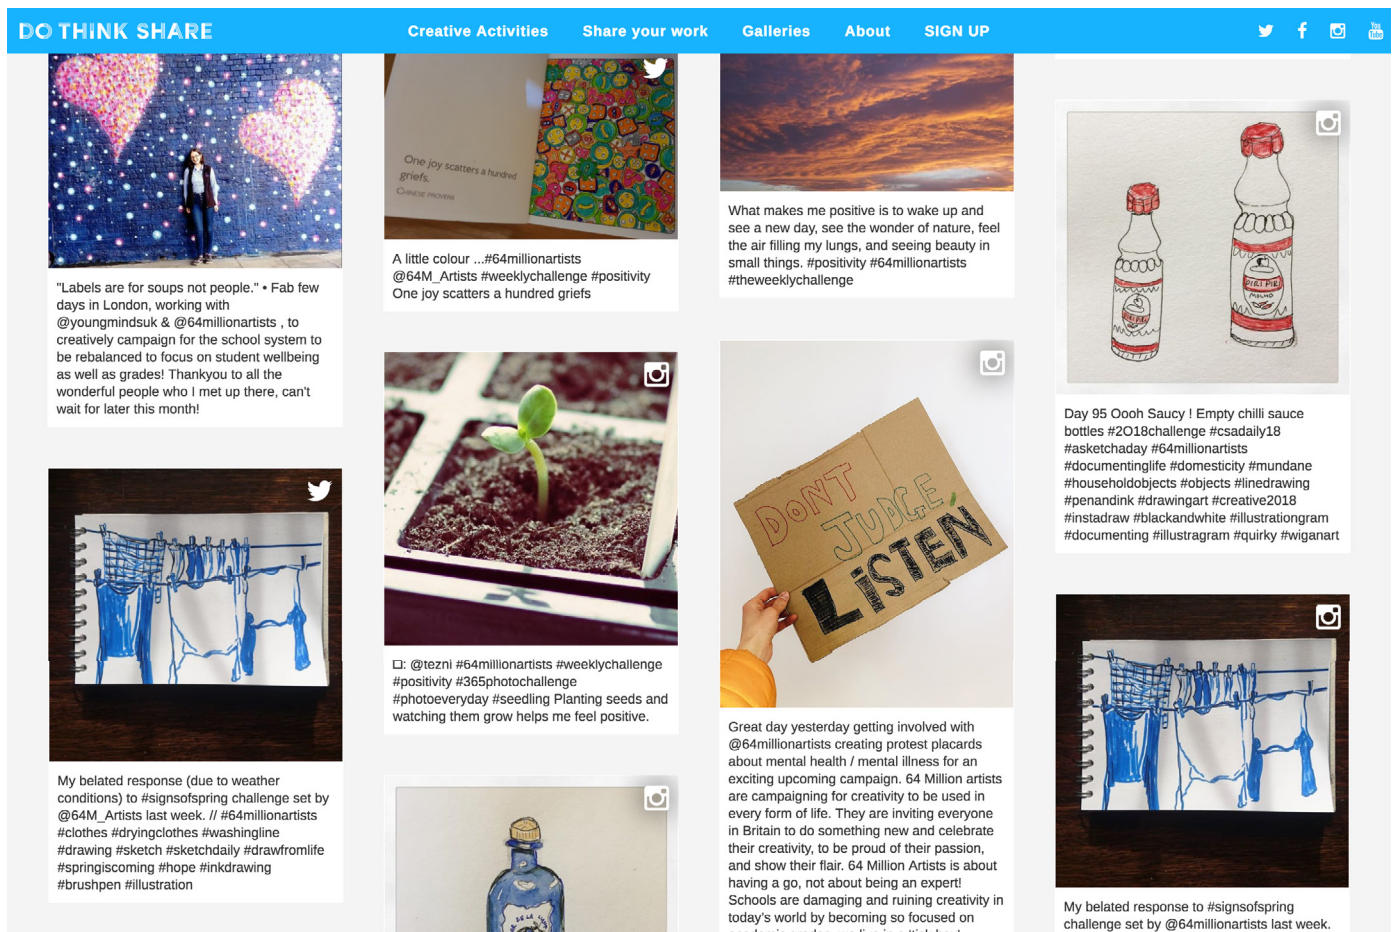 DO THINK SHARE
Creative Activities
Share your work
Galleries
About
SIGN UP
You
Tube
"Labels are for soups not people." • Fab few
days in London, working with
@youngmindsuk & @64millionartists , to
creatively campaign for the school system to
be rebalanced to focus on student wellbeing
as well as grades! Thankyou to all the
wonderful people who I met up there, can't
wait for later this month!
My belated response (due to weather
conditions) to #signsofspring challenge set by
@64M_Artists last week. // #64millionartists
#clothes #dryingclothes #washingline
#drawing #sketch #sketchdaily #drawfromlife
#springiscoming #hope #inkdrawing
#brushpen #illustration
One joy scatters a hundred
griefs.
CHINESE PROVERB
A little colour ...#64millionartists
@64M_Artists #weeklychallenge #positivity
One joy scatters a hundred griefs
: @tezni #64millionartists #weeklychallenge
#positivity #365photochallenge
#photoeveryday #seedling Planting seeds and
watching them grow helps me feel positive.
DE LA
What makes me positive is to wake up and
see a new day, see the wonder of nature, feel
the air filling my lungs, and seeing beauty in
small things. #positivity #64millionartists
#theweeklychallenge
DON'T
JUDGE,
LiSTEN
Great day yesterday getting involved with
@64millionartists creating protest placards
about mental health / mental illness for an
exciting upcoming campaign. 64 Million artists
are campaigning for creativity to be used in
every form of life. They are inviting everyone
in Britain to do something new and celebrate
their creativity, to be proud of their passion,
and show their flair. 64 Million Artists is about
having a go, not about being an expert!
Schools are damaging and ruining creativity in
today's world by becoming so focused on
PIRI PIRI
MOLHO
Day 95 Oooh Saucy ! Empty chilli sauce
bottles #2O18challenge #csadaily18
#asketchaday #64millionartists
#documentinglife #domesticity #mundane
#householdobjects #objects #linedrawing
#penandink #drawingart #creative2018
#instadraw #blackandwhite #illustrationgram
#documenting #illustragram #quirky #wiganart
My belated response to #signsofspring
challenge set by @64millionartists last week.